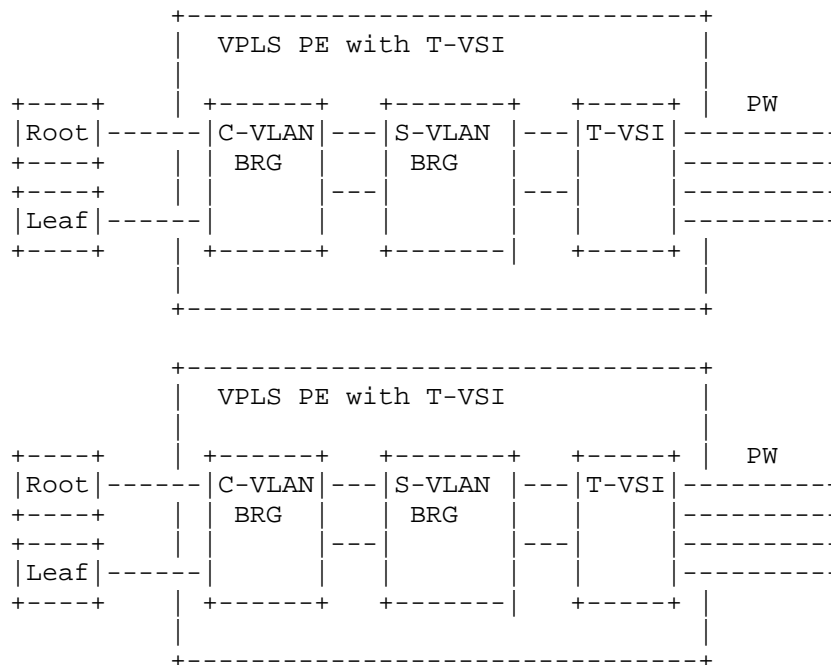 VPLS PE with T-VSI
PW
Root C-VLAN S-VLAN T-VSI
BRG BRG
Leaf
VPLS PE with T-VSI
PW
Root C-VLAN S-VLAN T-VSI
BRG BRG
Leaf